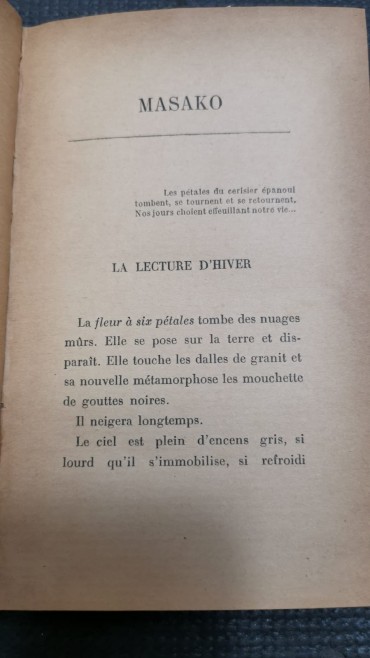 MASAKO
Les pétales du cerisier épanoui
tombent, se tournent et se retournent,
Nos jours choient effeuillant notre vie...
LA LECTURE D'HIVER
La fleur à six pétales tombe des nuages
mûrs. Elle se pose sur la terre et dis-
paraît. Elle touche les dalles de granit et
sa nouvelle métamorphose les mouchette
de gouttes noires.
Il neigera longtemps.
Le ciel est plein d'encens gris, si
lourd qu'il s'immobilise, si refroidi